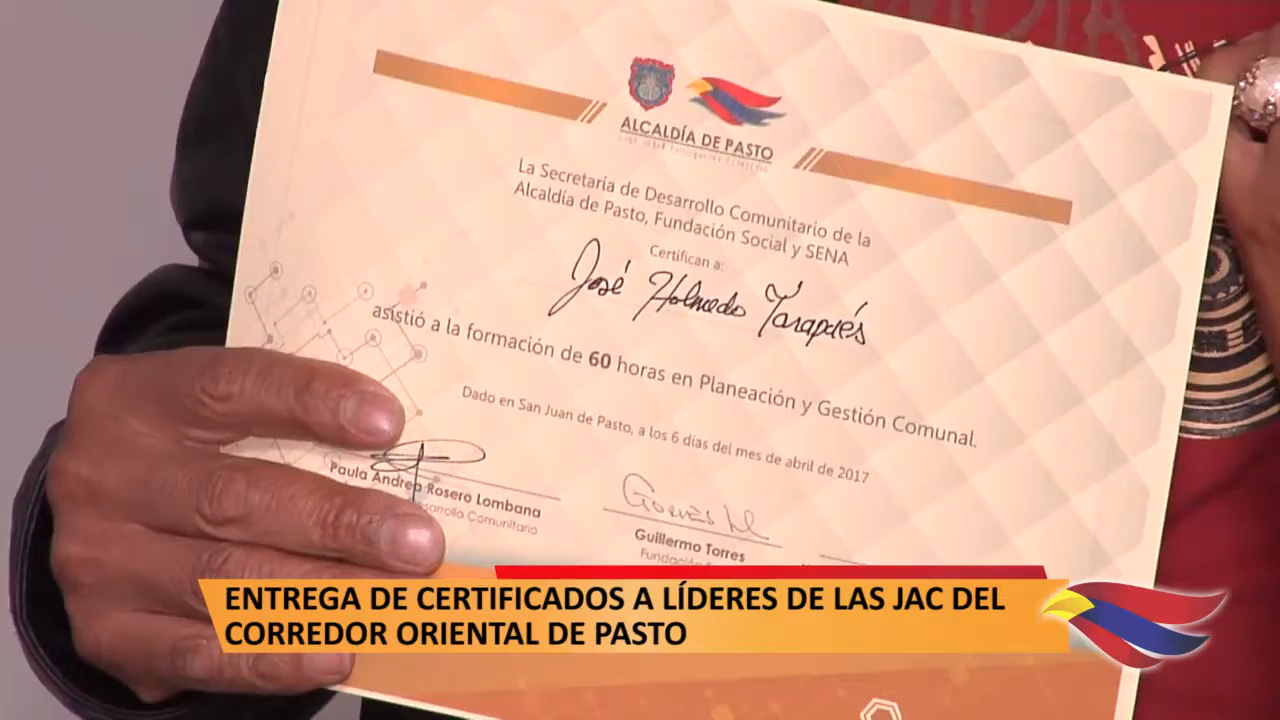 ALCALDÍA DE PASTO
La Secretaría de Desarrollo Comunitario de la
Alcaldía de Pasto, Fundación Social y SENA
Certifican a:
José Holmedo Tarapués
asistió a la formación de 60 horas en Planeación y Gestión Comunal.
Dado en San Juan de Pasto, a los 6 días del mes de abril de 2017
Paula Andrea Rosero Lombana
Desarrollo Comunitario
Guillermo Torres
Fundación
ENTREGA DE CERTIFICADOS A LÍDERES DE LAS JAC DEL
CORREDOR ORIENTAL DE PASTO